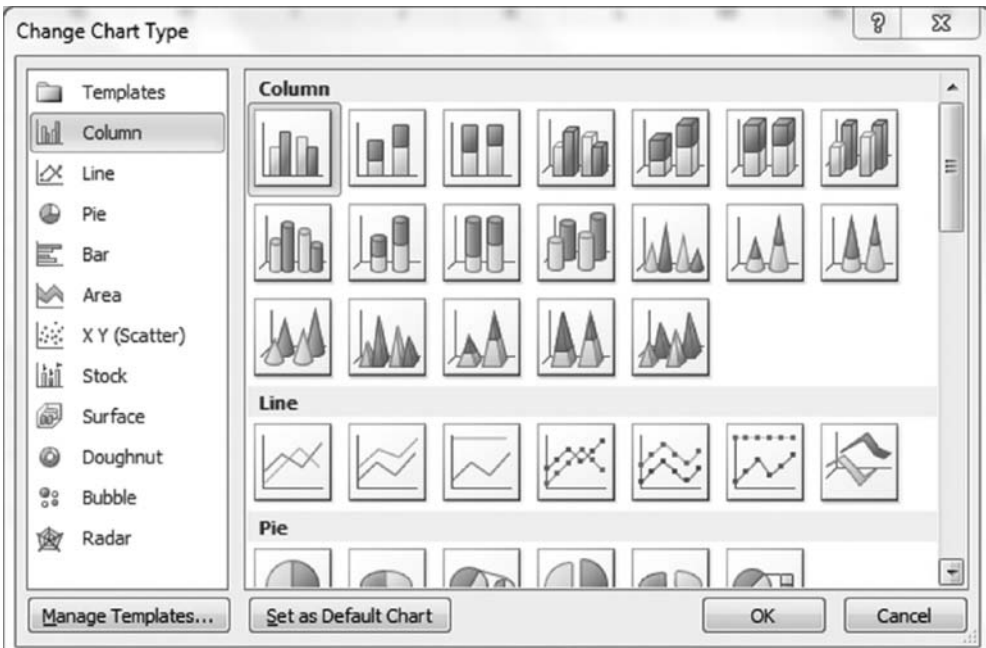 Change Chart Type
Templates
Column
Line
Pie
Bar
Area
X Y (Scatter)
Stock
Surface
Doughnut
Bubble
Radar
Manage Templates...
Column
Line
Pie
Set as Default Chart
OK
Cancel